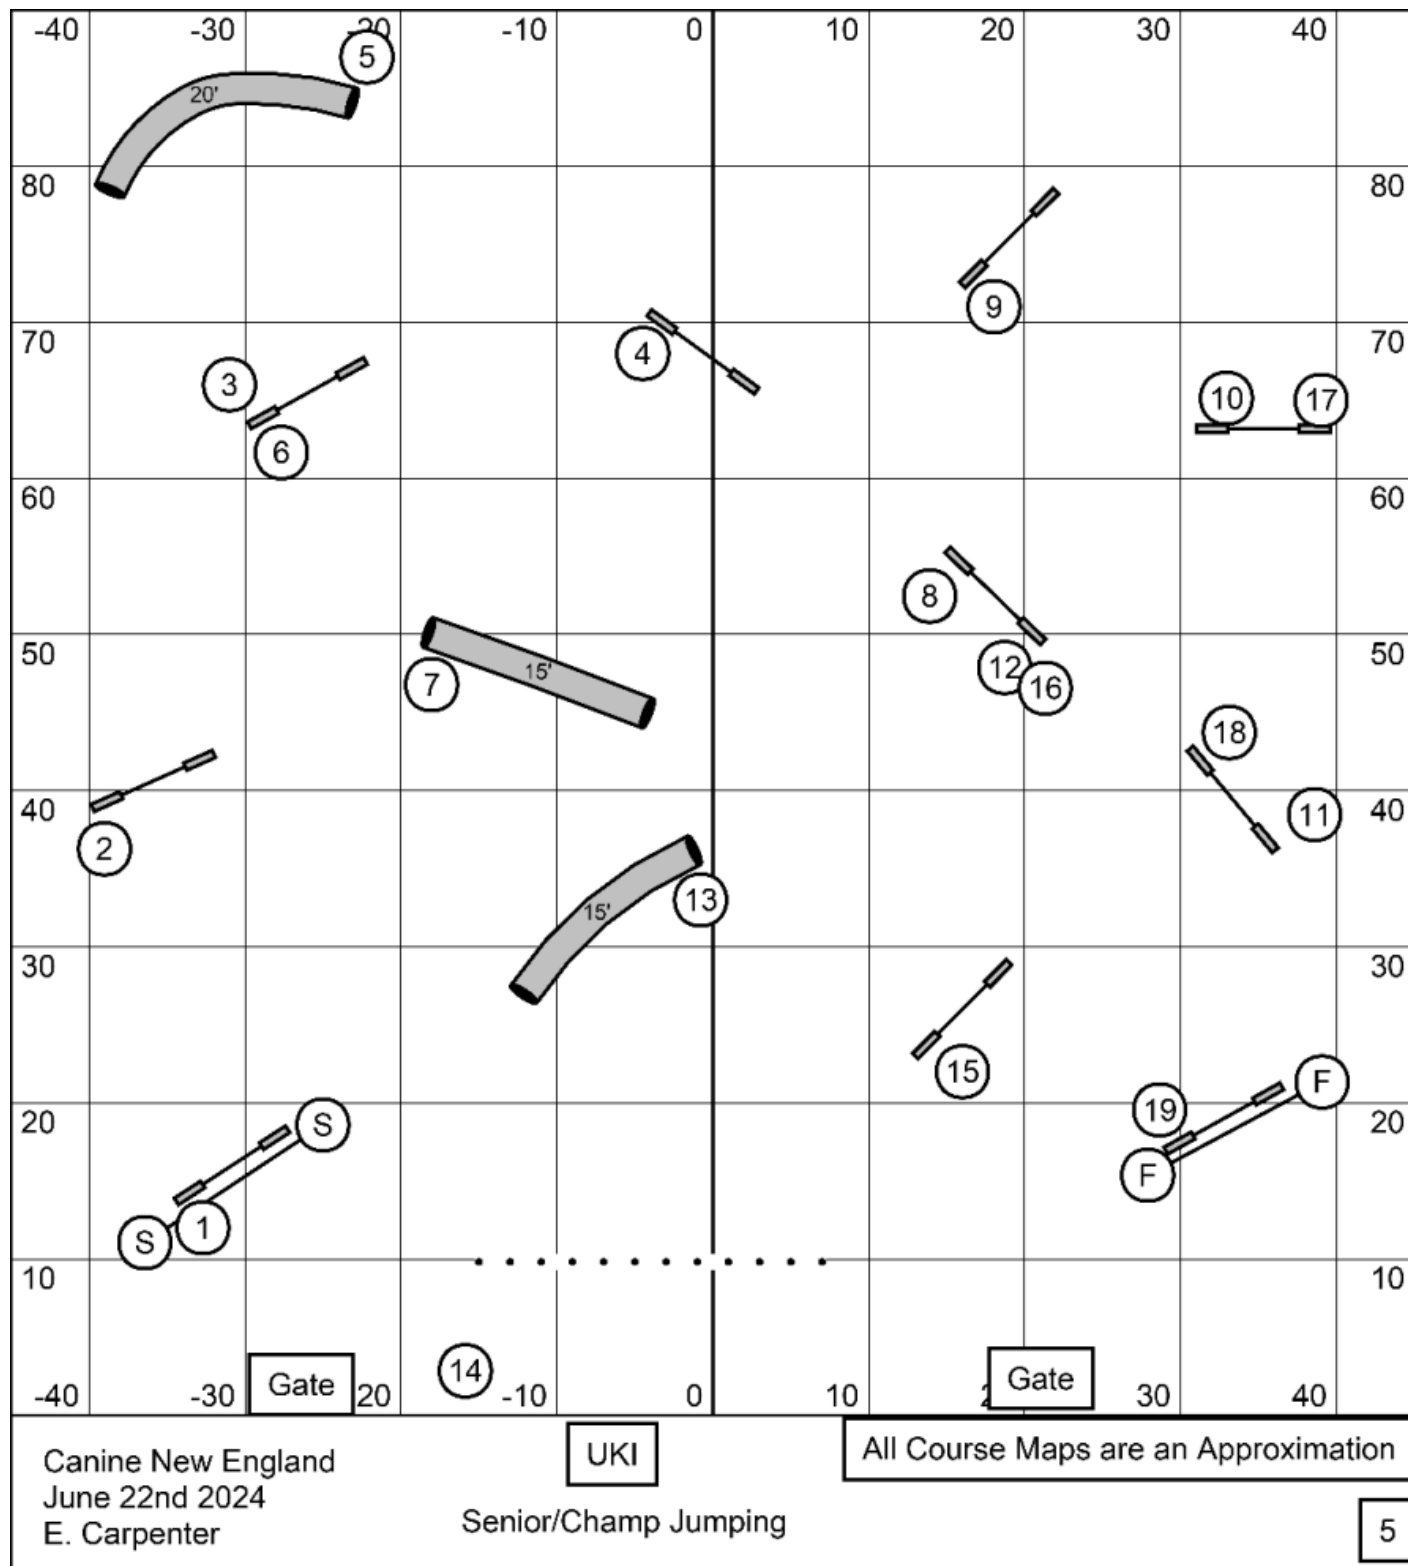 -40 -30 -20 -10 0 10 20 30 40
5
20'
80 80
9
70 70
4
3
10 17
6
60 60
8
50 50
15'
7
12
16
18
40 40
11
2
13
15'
30 30
15
20 20
19
F
S
F
1
S
10 10
14
Gate
Gate
-40 -30 20 -10 0 10 30 40
Canine New England
June 22nd 2024
E. Carpenter
UKI
Senior/Champ Jumping
All Course Maps are an Approximation
5